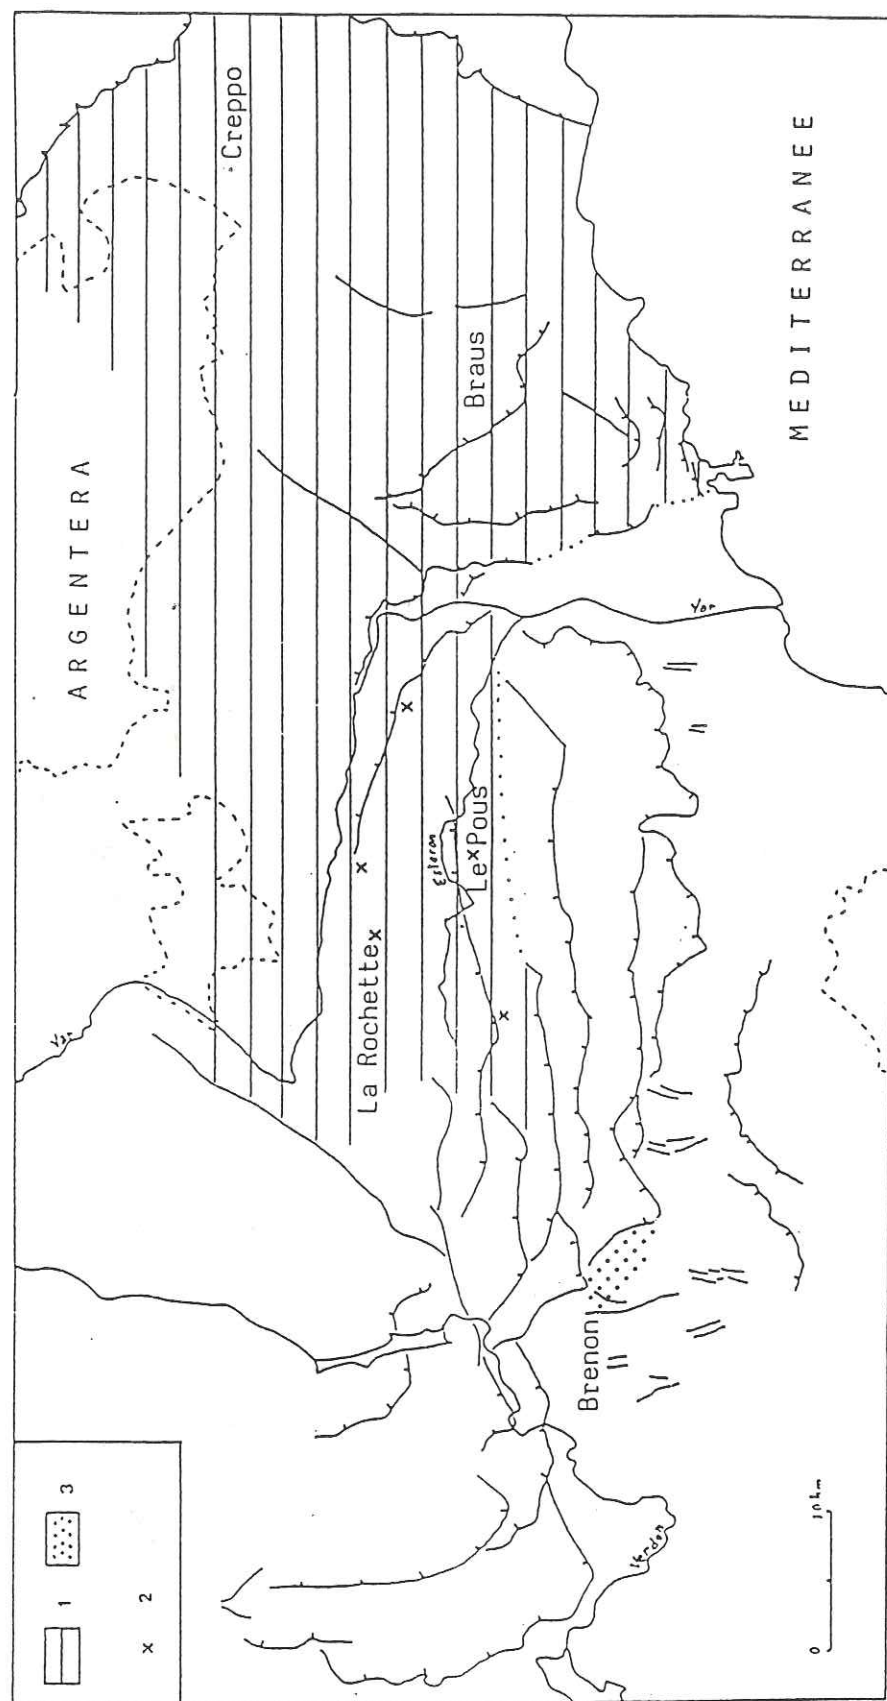 ARGENTERA
Creppo
MEDITERRANEE
Braus
Var
Var
La Rochette
Esteron
Le Pous
Brenon
Verdon
1
2
3
0
10 km